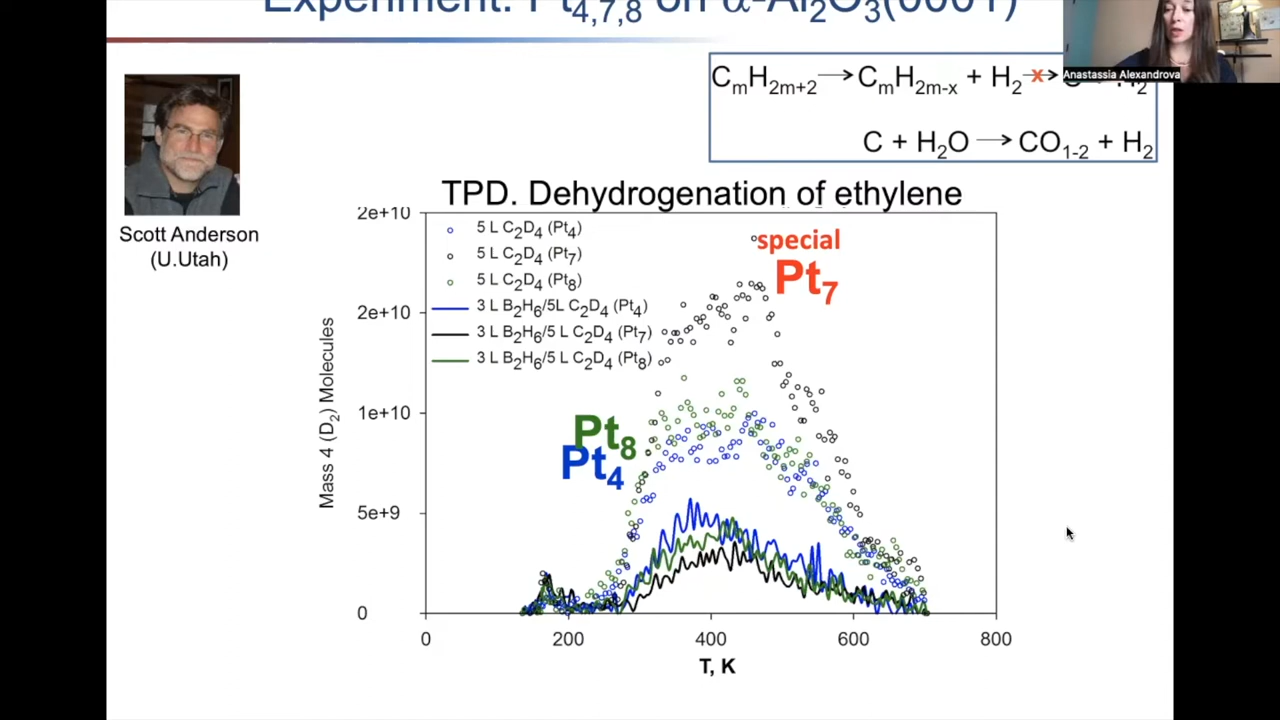 Experiment: Pt4,7,8 on α-Al2O3(0001)
Anastassia Alexandrova
CmH2m+2 → CmH2m-x + H2 x→
C + H2O → CO1-2 + H2
Scott Anderson
(U.Utah)
TPD. Dehydrogenation of ethylene
2e+10
2e+10
1e+10
5e+9
0
Mass 4 (D2) Molecules
5 L C2D4 (Pt4)
5 L C2D4 (Pt7)
5 L C2D4 (Pt8)
3 L B2H6/5L C2D4 (Pt4)
3 L B2H6/5 L C2D4 (Pt7)
3 L B2H6/5 L C2D4 (Pt8)
special
Pt7
Pt8
Pt4
0 200 400 600 800
T, K